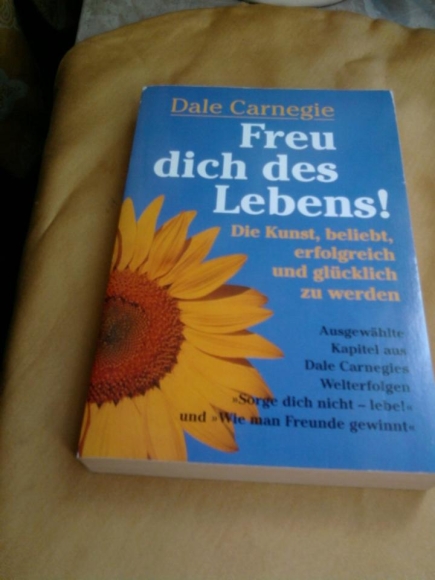 Dale Carnegie
Freu
dich des
Lebens!
Die Kunst, beliebt,
erfolgreich
und glücklich
zu werden
Ausgewählte
Kapitel aus
Dale Carnegies
Welterfolgen
»Sorge dich nicht – lebe!«
und »Wie man Freunde gewinnt«